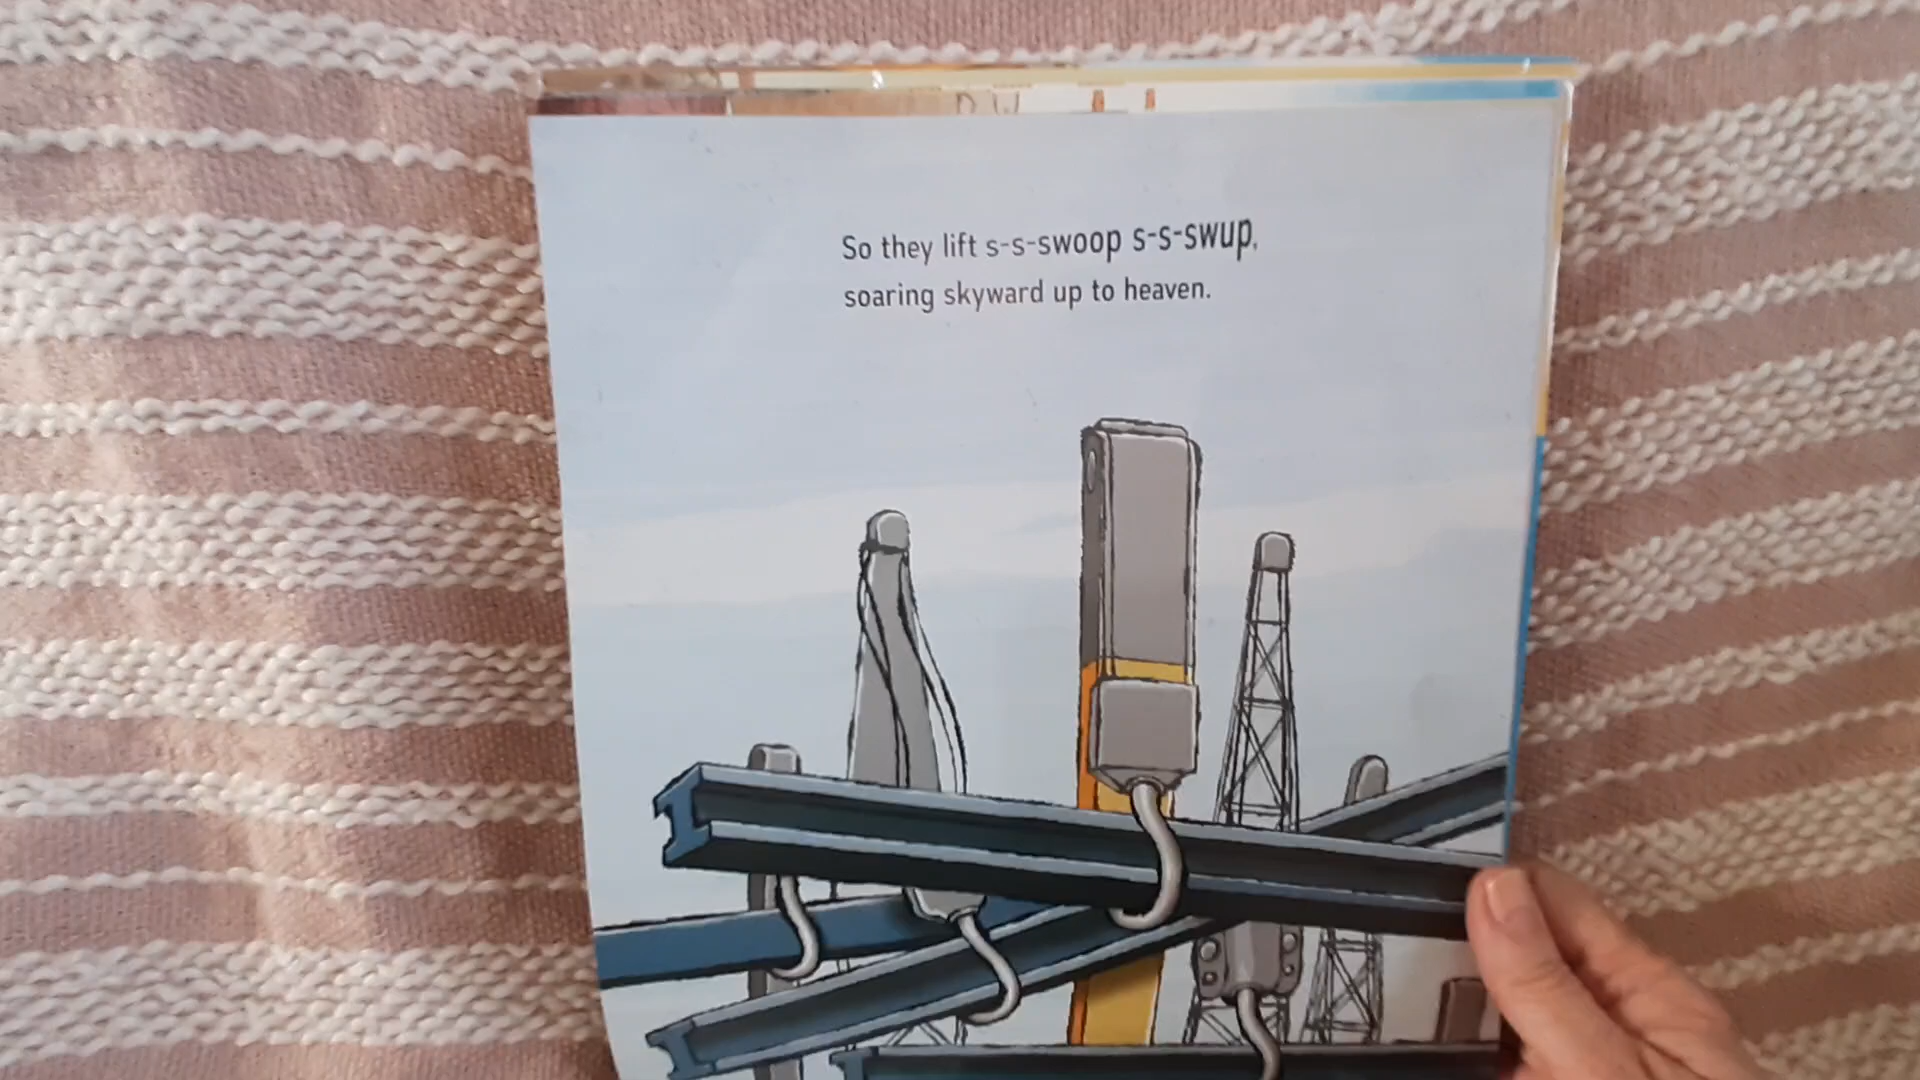 So they lift s-s-swoop s-s-swup,
soaring skyward up to heaven.